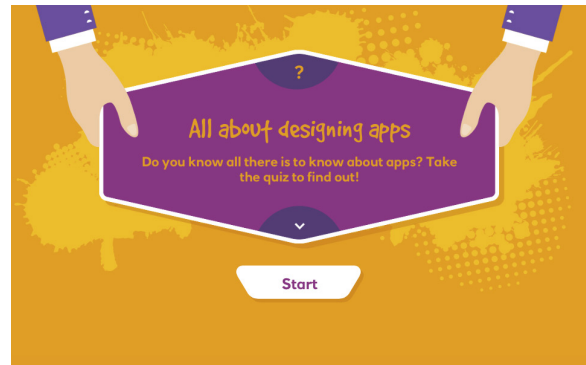 ?
All about designing apps
Do you know all there is to know about apps? Take
the quiz to find out!
Start